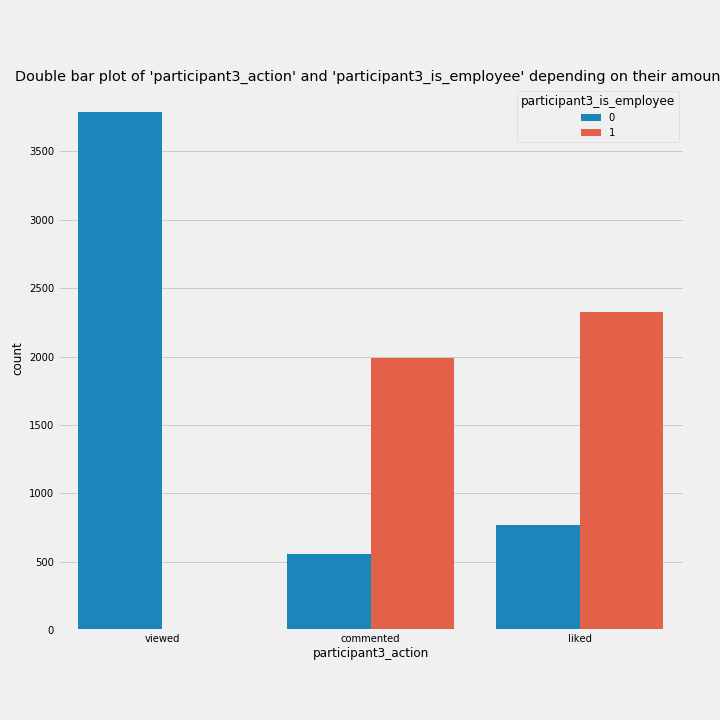 Double bar plot of 'participant3_action' and 'participant3_is_employee' depending on their amoun
participant3_is_employee
0
1
3500
3000
2500
2000
1500
1000
500
0
count
viewed
commented
liked
participant3_action